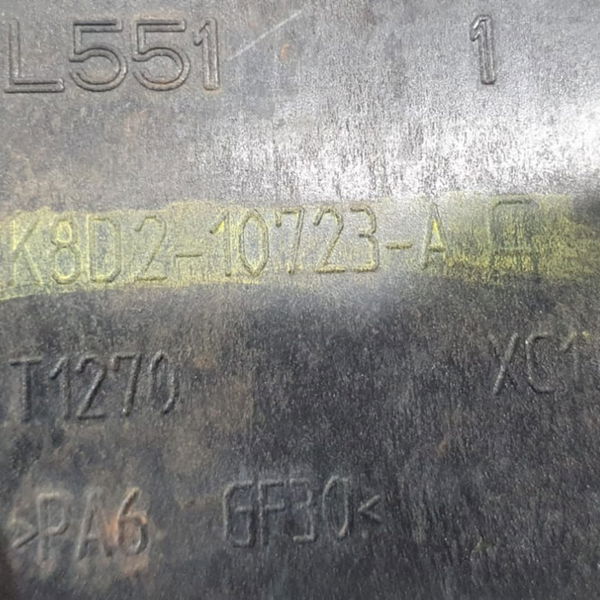 L551 1
K8D2-10723-A
T1270 XC1
>PA6 GF30<